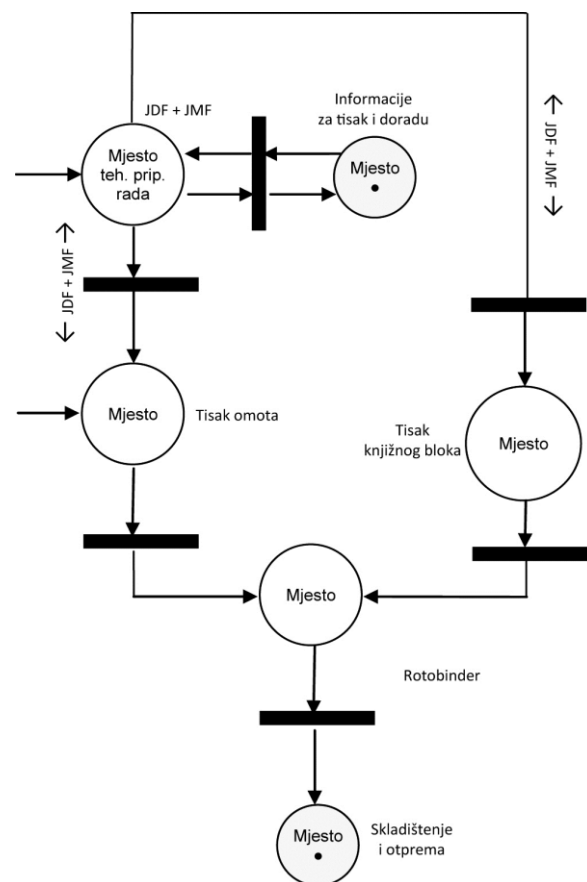 JDF + JMF
Informacije
za tisak i doradu
Mjesto
teh. prip.
rada
Mjesto
← JDF + JMF →
← JDF + JMF →
Mjesto
Tisak omota
Tisak
knjižnog bloka
Mjesto
Mjesto
Rotobinder
Mjesto
Skladištenje
i otprema